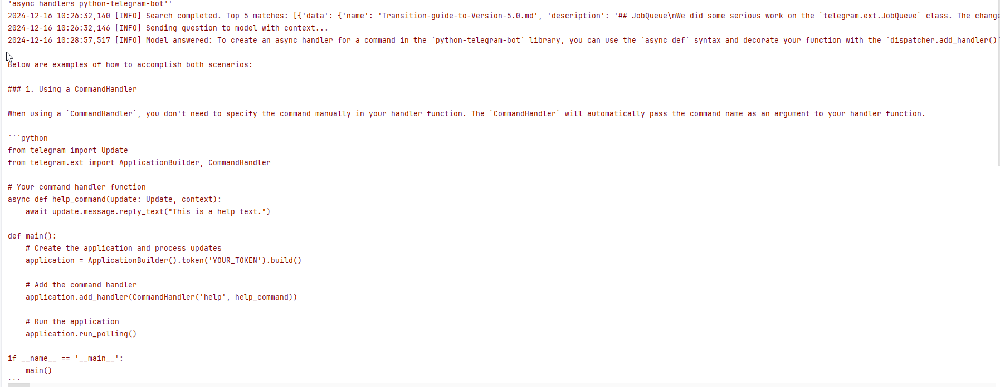 "async handlers python-telegram-bot"'
2024-12-16 10:26:32,140 [INFO] Search completed. Top 5 matches: [{'data': {'name': 'Transition-guide-to-Version-5.0.md', 'description': '## JobQueue\nWe did some serious work on the `telegram.ext.JobQueue` class. The change
2024-12-16 10:26:32,146 [INFO] Sending question to model with context...
2024-12-16 10:28:57,517 [INFO] Model answered: To create an async handler for a command in the `python-telegram-bot` library, you can use the `async def` syntax and decorate your function with the `dispatcher.add_handler()`
Below are examples of how to accomplish both scenarios:
### 1. Using a CommandHandler
When using a `CommandHandler`, you don't need to specify the command manually in your handler function. The `CommandHandler` will automatically pass the command name as an argument to your handler function.
```python
from telegram import Update
from telegram.ext import ApplicationBuilder, CommandHandler
# Your command handler function
async def help_command(update: Update, context):
    await update.message.reply_text("This is a help text.")
def main():
    # Create the application and process updates
    application = ApplicationBuilder().token('YOUR_TOKEN').build()
    # Add the command handler
    application.add_handler(CommandHandler('help', help_command))
    # Run the application
    application.run_polling()
if __name__ == '__main__':
    main()
```